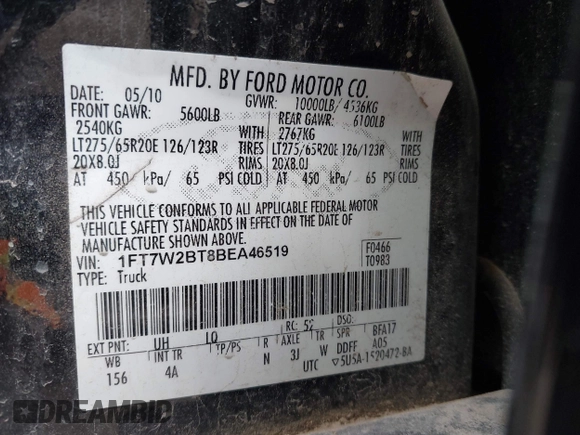 MFD. BY FORD MOTOR CO.
DATE: 05/10 GVWR: 10000LB/ 4536KG
FRONT GAWR: 5600LB REAR GAWR: 6100LB
2540KG WITH 2767KG WITH
LT275/65R20E 126/123R TIRES LT275/65R20E 126/123R TIRES
20X8.0J RIMS 20X8.0J RIMS
AT 450 kPa/ 65 PSI COLD AT 450 kPa/ 65 PSI COLD
THIS VEHICLE CONFORMS TO ALL APPLICABLE FEDERAL MOTOR
VEHICLE SAFETY STANDARDS IN EFFECT ON THE DATE OF
MANUFACTURE SHOWN ABOVE.
VIN: 1FT7W2BT8BEA46519 F0466
TYPE: Truck T0983
EXT PNT: UH LQ RC: 52 DSO:
WB INT TR TP/PS R AXLE TR SPR BFA17
156 4A N 3J W DDFF A05
UTC ▽5U5A-1520472-BA
DREAMBID